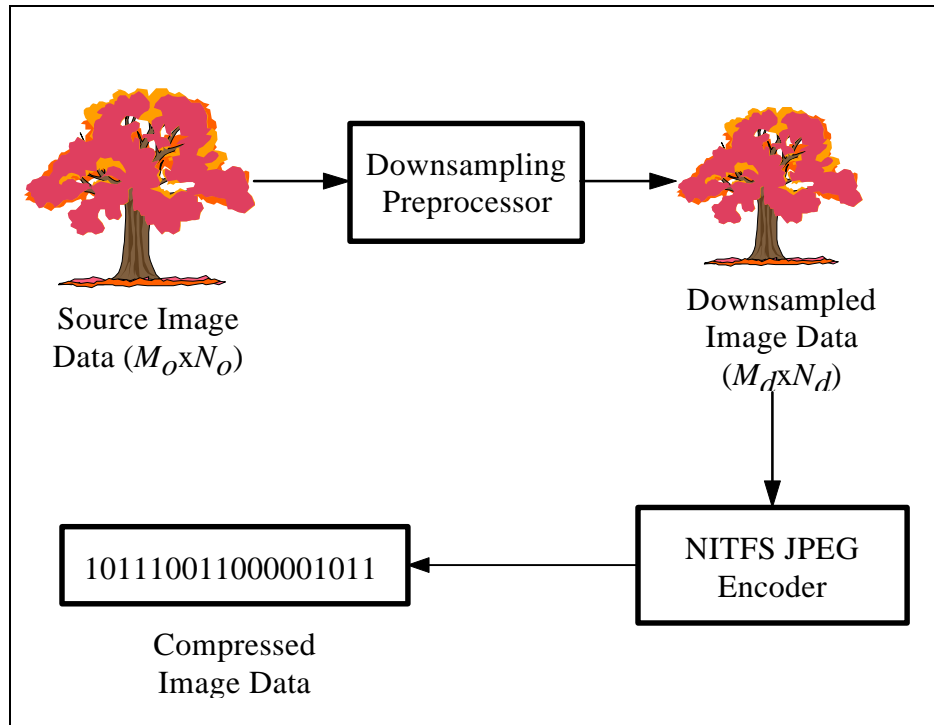 Downsampling
Preprocessor
Source Image
Data (MoxNo)
Downsampled
Image Data
(MdxNd)
NITFS JPEG
Encoder
101110011000001011
Compressed
Image Data